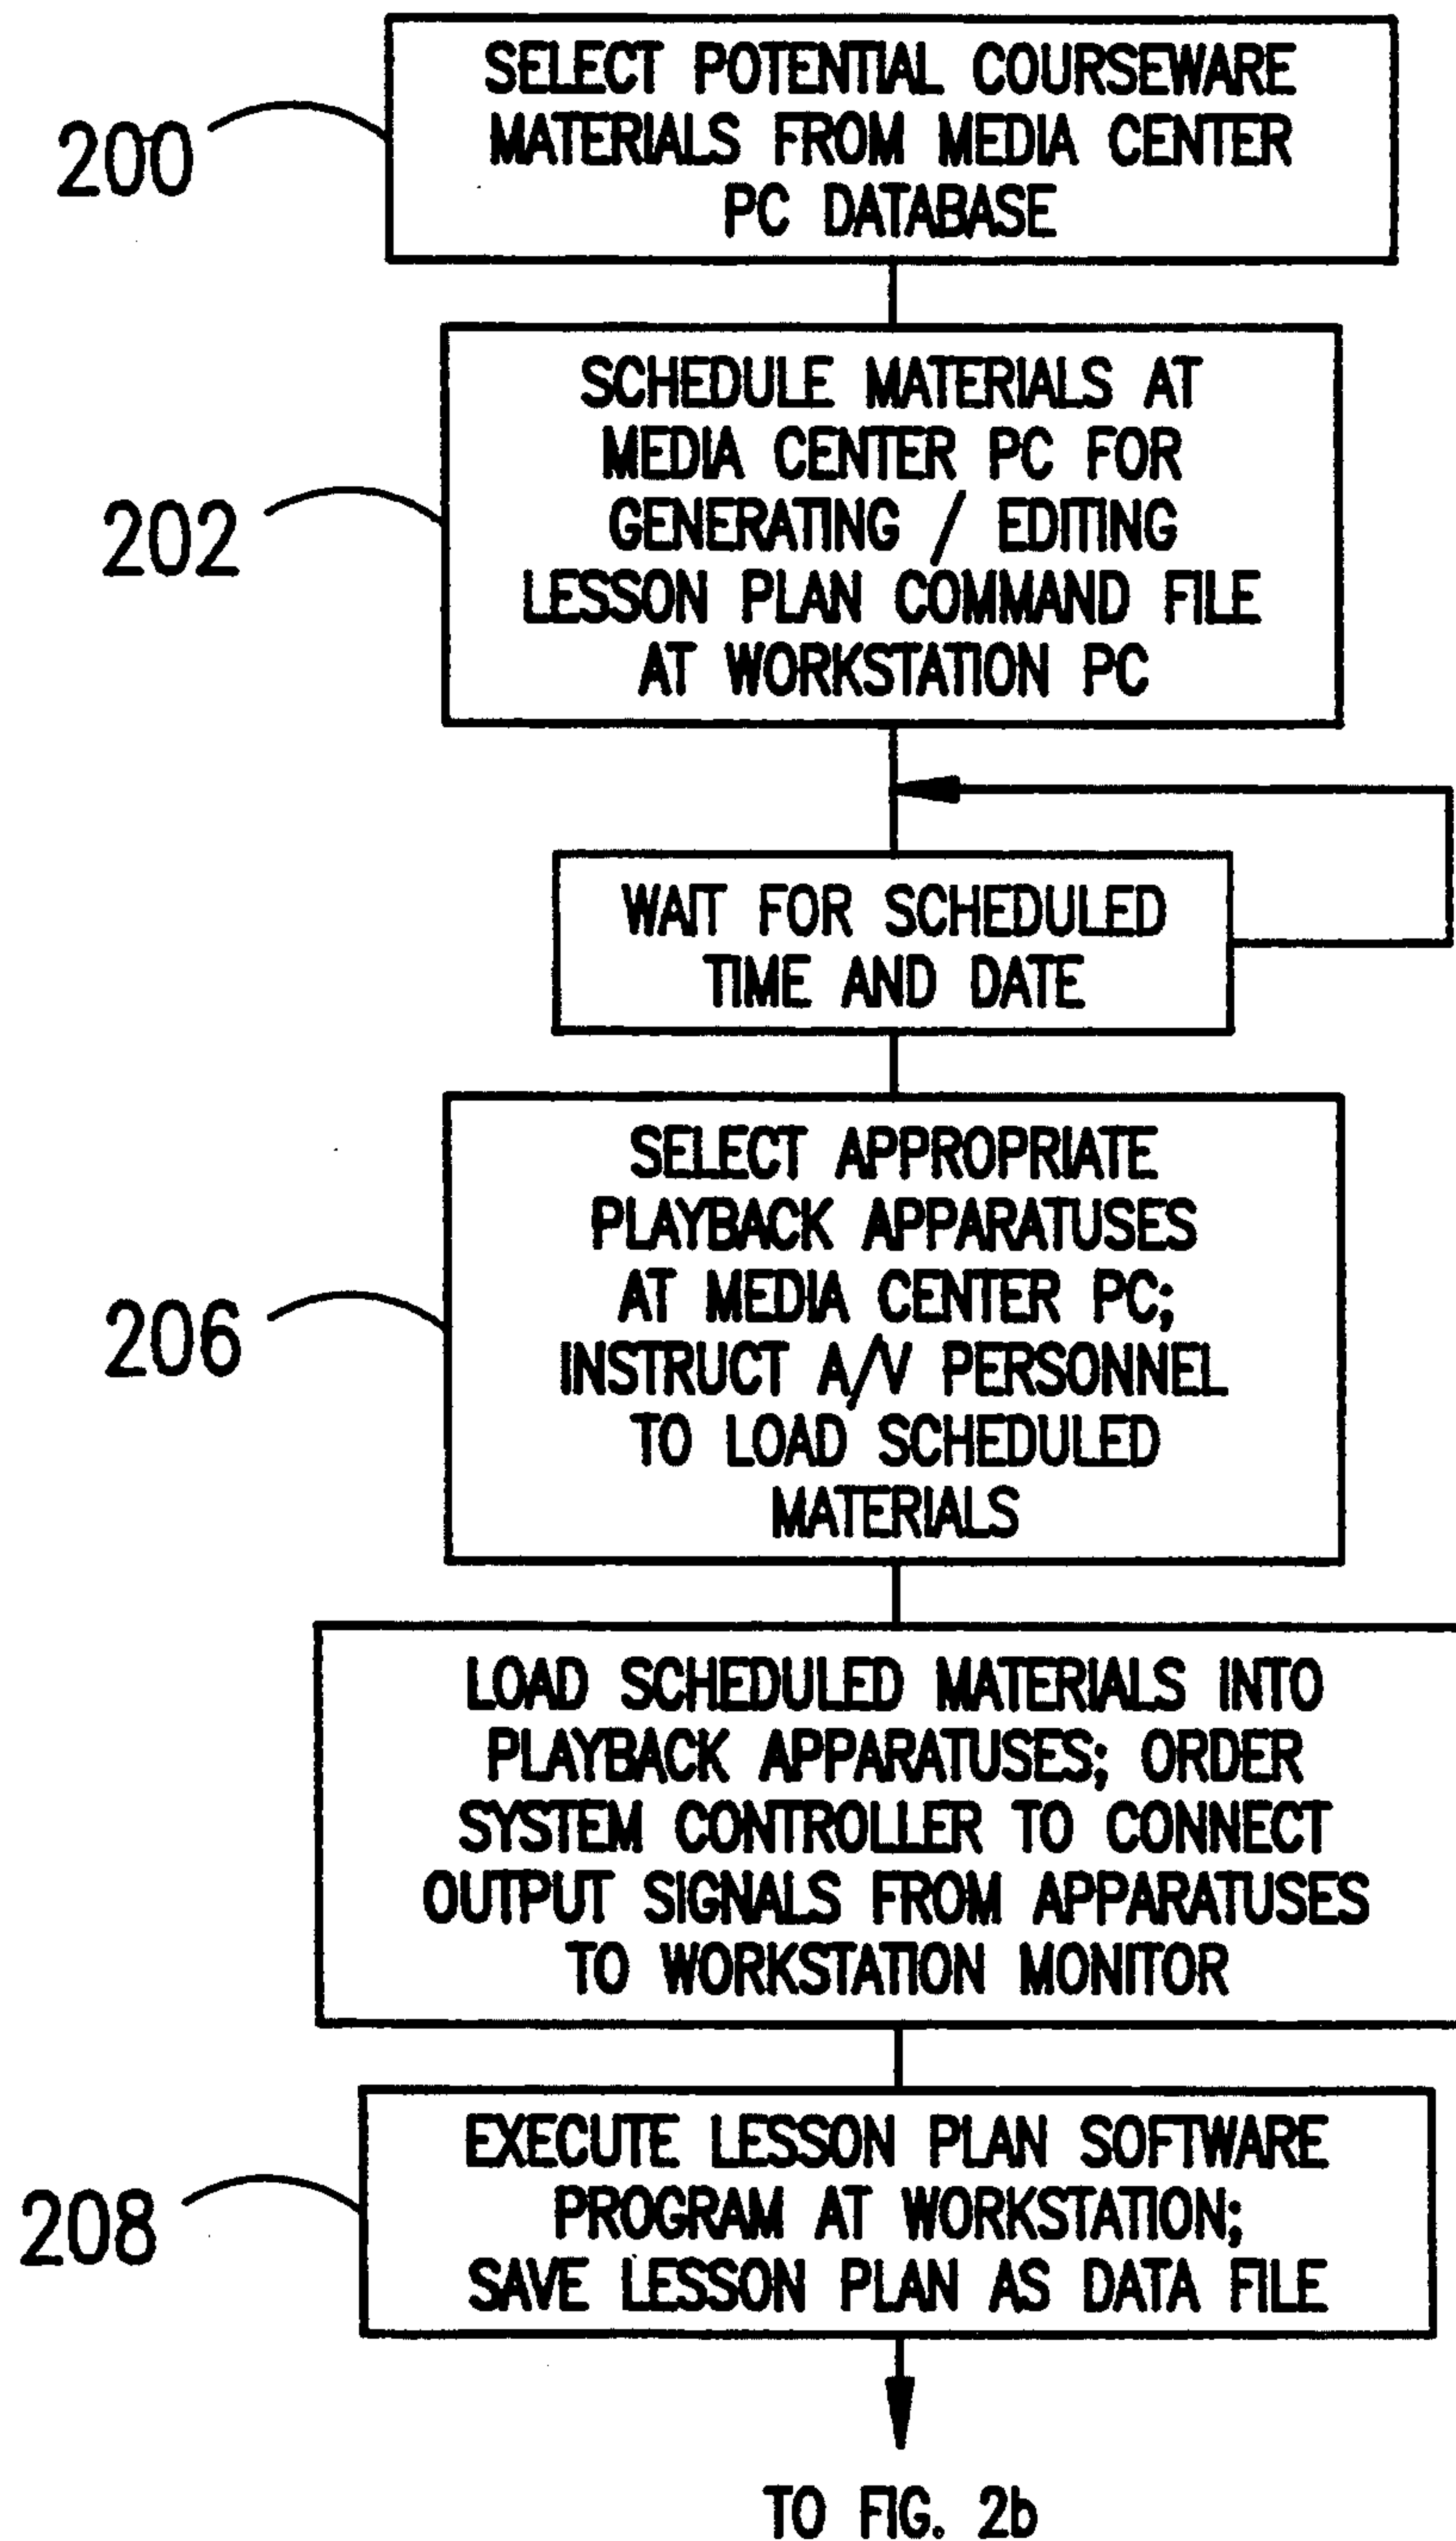 SELECT POTENTIAL COURSEWARE
MATERIALS FROM MEDIA CENTER
PC DATABASE
200
SCHEDULE MATERIALS AT
MEDIA CENTER PC FOR
GENERATING / EDITING
LESSON PLAN COMMAND FILE
AT WORKSTATION PC
202
WAIT FOR SCHEDULED
TIME AND DATE
SELECT APPROPRIATE
PLAYBACK APPARATUSES
AT MEDIA CENTER PC;
INSTRUCT A/V PERSONNEL
TO LOAD SCHEDULED
MATERIALS
206
LOAD SCHEDULED MATERIALS INTO
PLAYBACK APPARATUSES; ORDER
SYSTEM CONTROLLER TO CONNECT
OUTPUT SIGNALS FROM APPARATUSES
TO WORKSTATION MONITOR
EXECUTE LESSON PLAN SOFTWARE
PROGRAM AT WORKSTATION;
SAVE LESSON PLAN AS DATA FILE
208
TO FIG. 2b